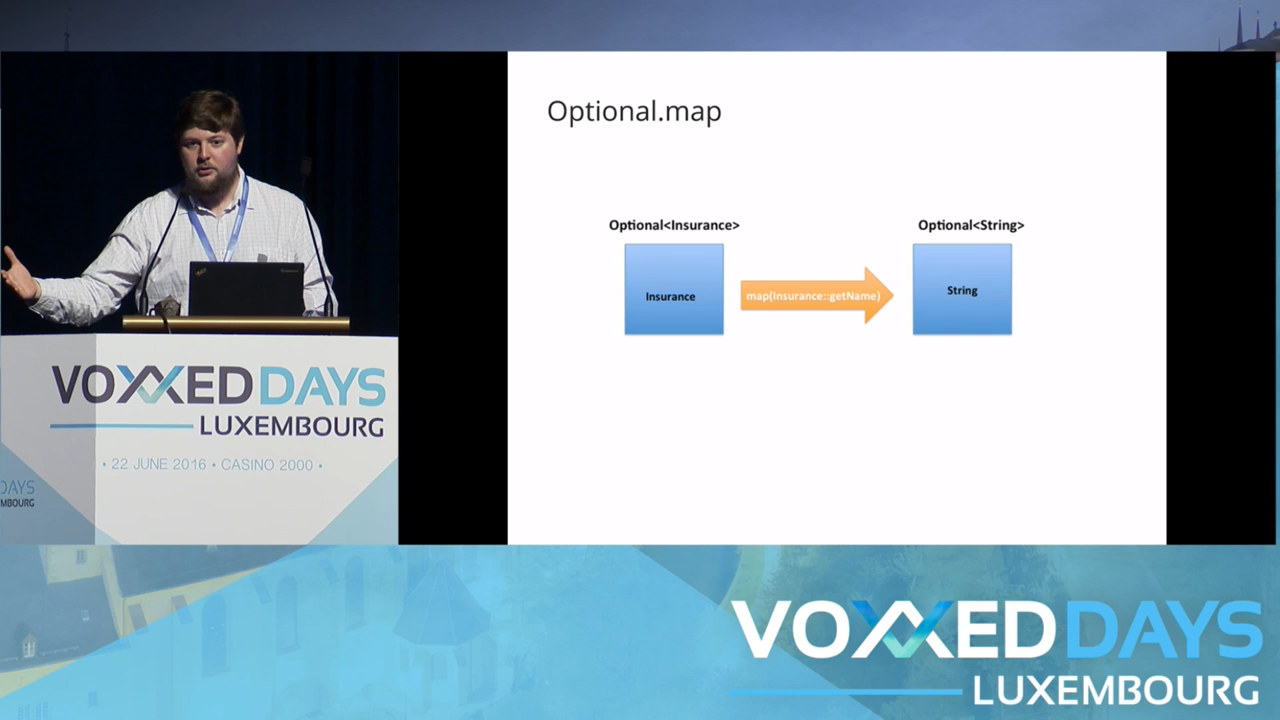 Optional.map
Optional<Insurance>
Optional<String>
Insurance
map(Insurance::getName)
String
VOXXED DAYS
LUXEMBOURG
• 22 JUNE 2016 • CASINO 2000 •
DAYS
MBOURG
VOXXED DAYS
LUXEMBOURG